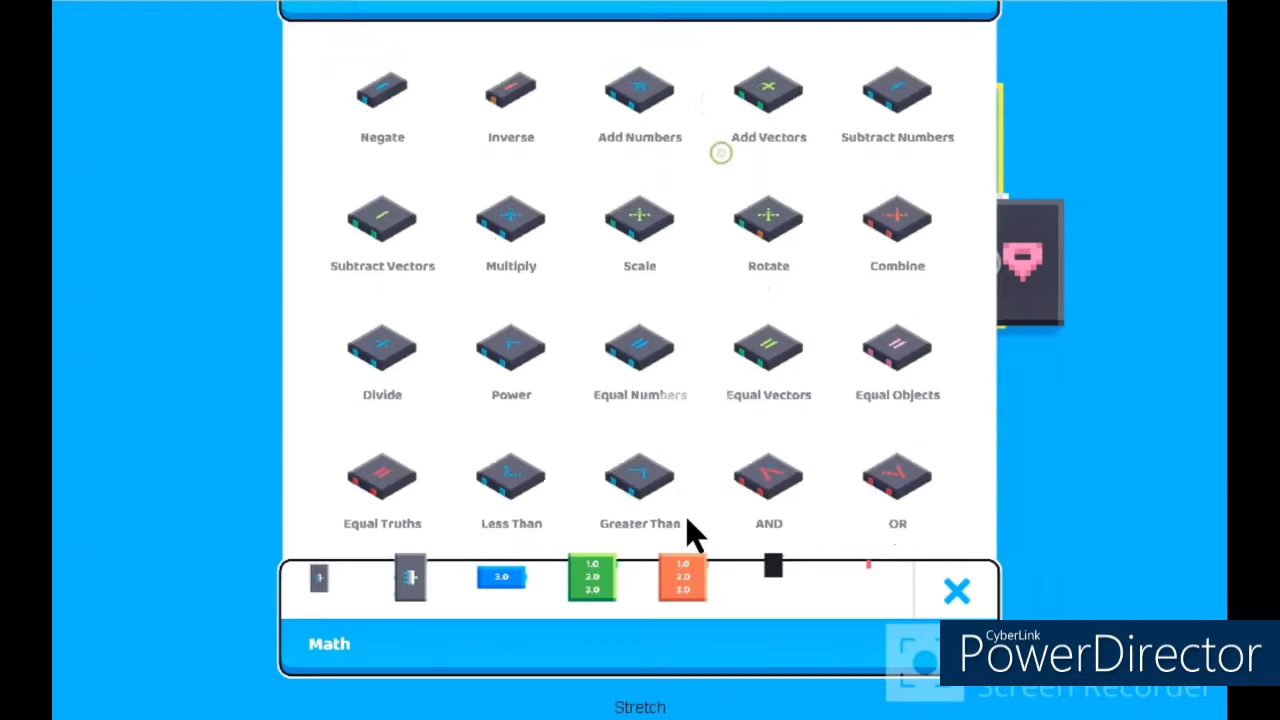 Negate Inverse Add Numbers Add Vectors Subtract Numbers
Subtract Vectors Multiply Scale Rotate Combine
Divide Power Equal Numbers Equal Vectors Equal Objects
Equal Truths Less Than Greater Than AND OR
3.0
1.0
2.0
3.0
1.0
2.0
3.0
Math
CyberLink
PowerDirector
Screen Recorder
Stretch